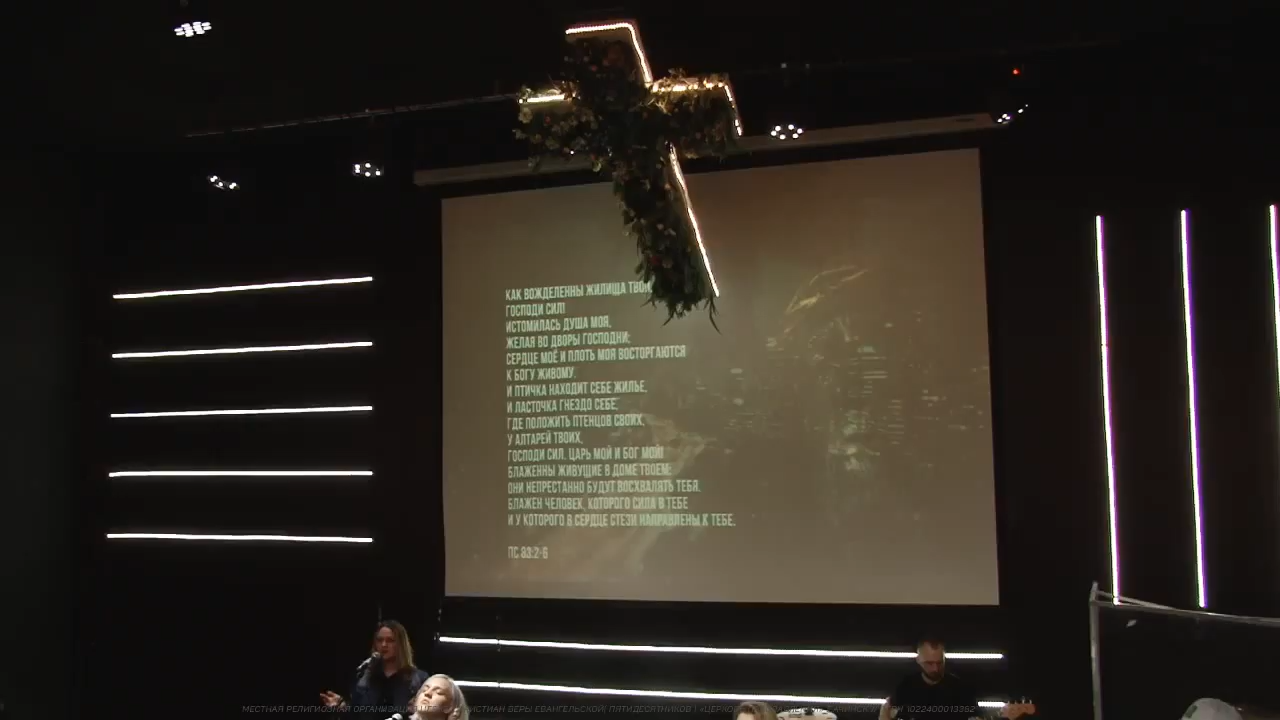 КАК ВОЖДЕЛЕННЫ ЖИЛИЩА ТВОИ,
ГОСПОДИ СИЛ!
ИСТОМИЛАСЬ ДУША МОЯ,
ЖЕЛАЯ ВО ДВОРЫ ГОСПОДНИ;
СЕРДЦЕ МОЁ И ПЛОТЬ МОЯ ВОСТОРГАЮТСЯ
К БОГУ ЖИВОМУ.
И ПТИЧКА НАХОДИТ СЕБЕ ЖИЛЬЕ,
И ЛАСТОЧКА ГНЕЗДО СЕБЕ,
ГДЕ ПОЛОЖИТЬ ПТЕНЦОВ СВОИХ,
У АЛТАРЕЙ ТВОИХ,
ГОСПОДИ СИЛ, ЦАРЬ МОЙ И БОГ МОЙ!
БЛАЖЕННЫ ЖИВУЩИЕ В ДОМЕ ТВОЕМ:
ОНИ НЕПРЕСТАННО БУДУТ ВОСХВАЛЯТЬ ТЕБЯ.
БЛАЖЕН ЧЕЛОВЕК, КОТОРОГО СИЛА В ТЕБЕ
И У КОТОРОГО В СЕРДЦЕ СТЕЗИ НАПРАВЛЕНЫ К ТЕБЕ.
ПС 83:2-6
МЕСТНАЯ РЕЛИГИОЗНАЯ ОРГАНИЗАЦИЯ ВЕРЫ ЕВАНГЕЛЬСКОЙ ПЯТИДЕСЯТНИКОВ